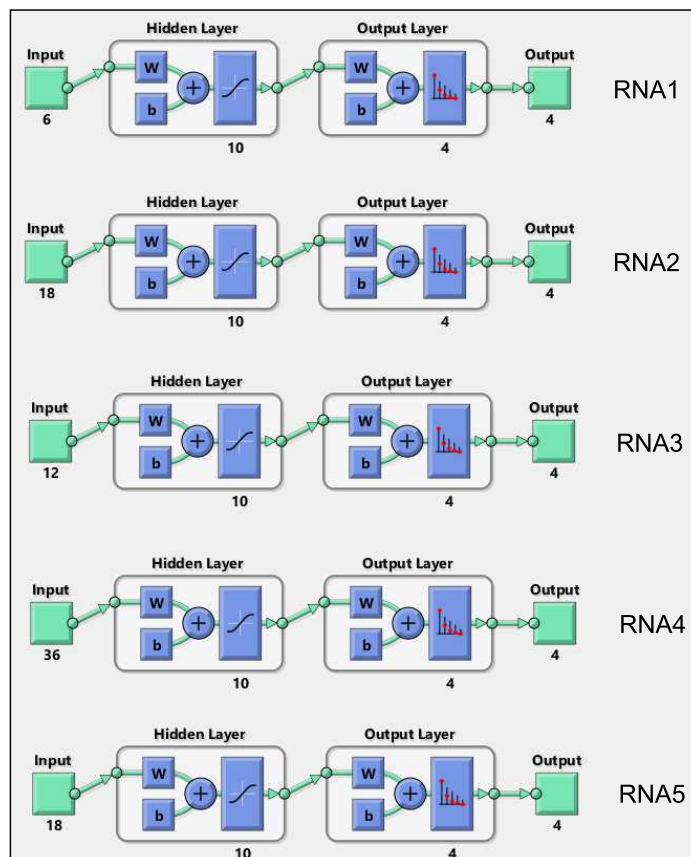 Hidden Layer Output Layer
Input Output
W b + W b +
RNA1
6 10 4 4
Hidden Layer Output Layer
Input Output
W b + W b +
RNA2
18 10 4 4
Hidden Layer Output Layer
Input Output
W b + W b +
RNA3
12 10 4 4
Hidden Layer Output Layer
Input Output
W b + W b +
RNA4
36 10 4 4
Hidden Layer Output Layer
Input Output
W b + W b +
RNA5
18 10 4 4